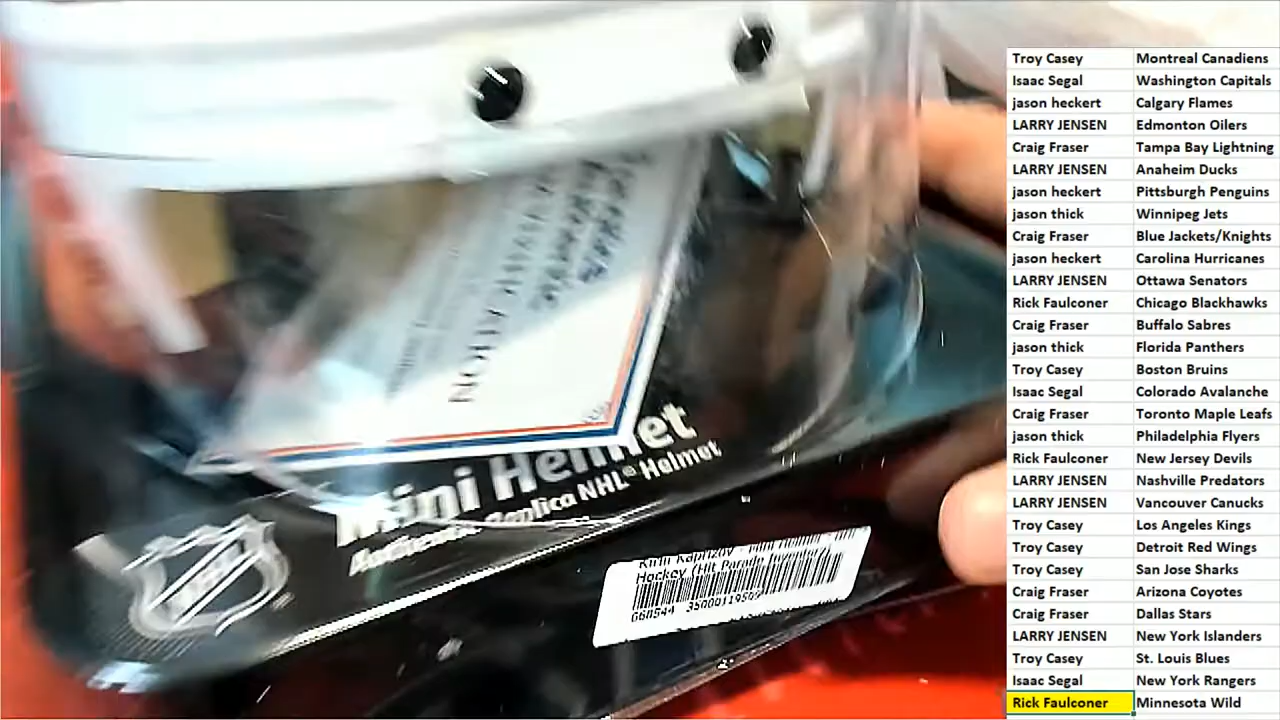 Mini Helmet
Authentic Replica NHL® Helmet
NHL
Hockey (Hit Parade
Troy Casey Montreal Canadiens
Isaac Segal Washington Capitals
jason heckert Calgary Flames
LARRY JENSEN Edmonton Oilers
Craig Fraser Tampa Bay Lightning
LARRY JENSEN Anaheim Ducks
jason heckert Pittsburgh Penguins
jason thick Winnipeg Jets
Craig Fraser Blue Jackets/Knights
jason heckert Carolina Hurricanes
LARRY JENSEN Ottawa Senators
Rick Faulconer Chicago Blackhawks
Craig Fraser Buffalo Sabres
jason thick Florida Panthers
Troy Casey Boston Bruins
Isaac Segal Colorado Avalanche
Craig Fraser Toronto Maple Leafs
jason thick Philadelphia Flyers
Rick Faulconer New Jersey Devils
LARRY JENSEN Nashville Predators
LARRY JENSEN Vancouver Canucks
Troy Casey Los Angeles Kings
Troy Casey Detroit Red Wings
Troy Casey San Jose Sharks
Craig Fraser Arizona Coyotes
Craig Fraser Dallas Stars
LARRY JENSEN New York Islanders
Troy Casey St. Louis Blues
Isaac Segal New York Rangers
Rick Faulconer Minnesota Wild